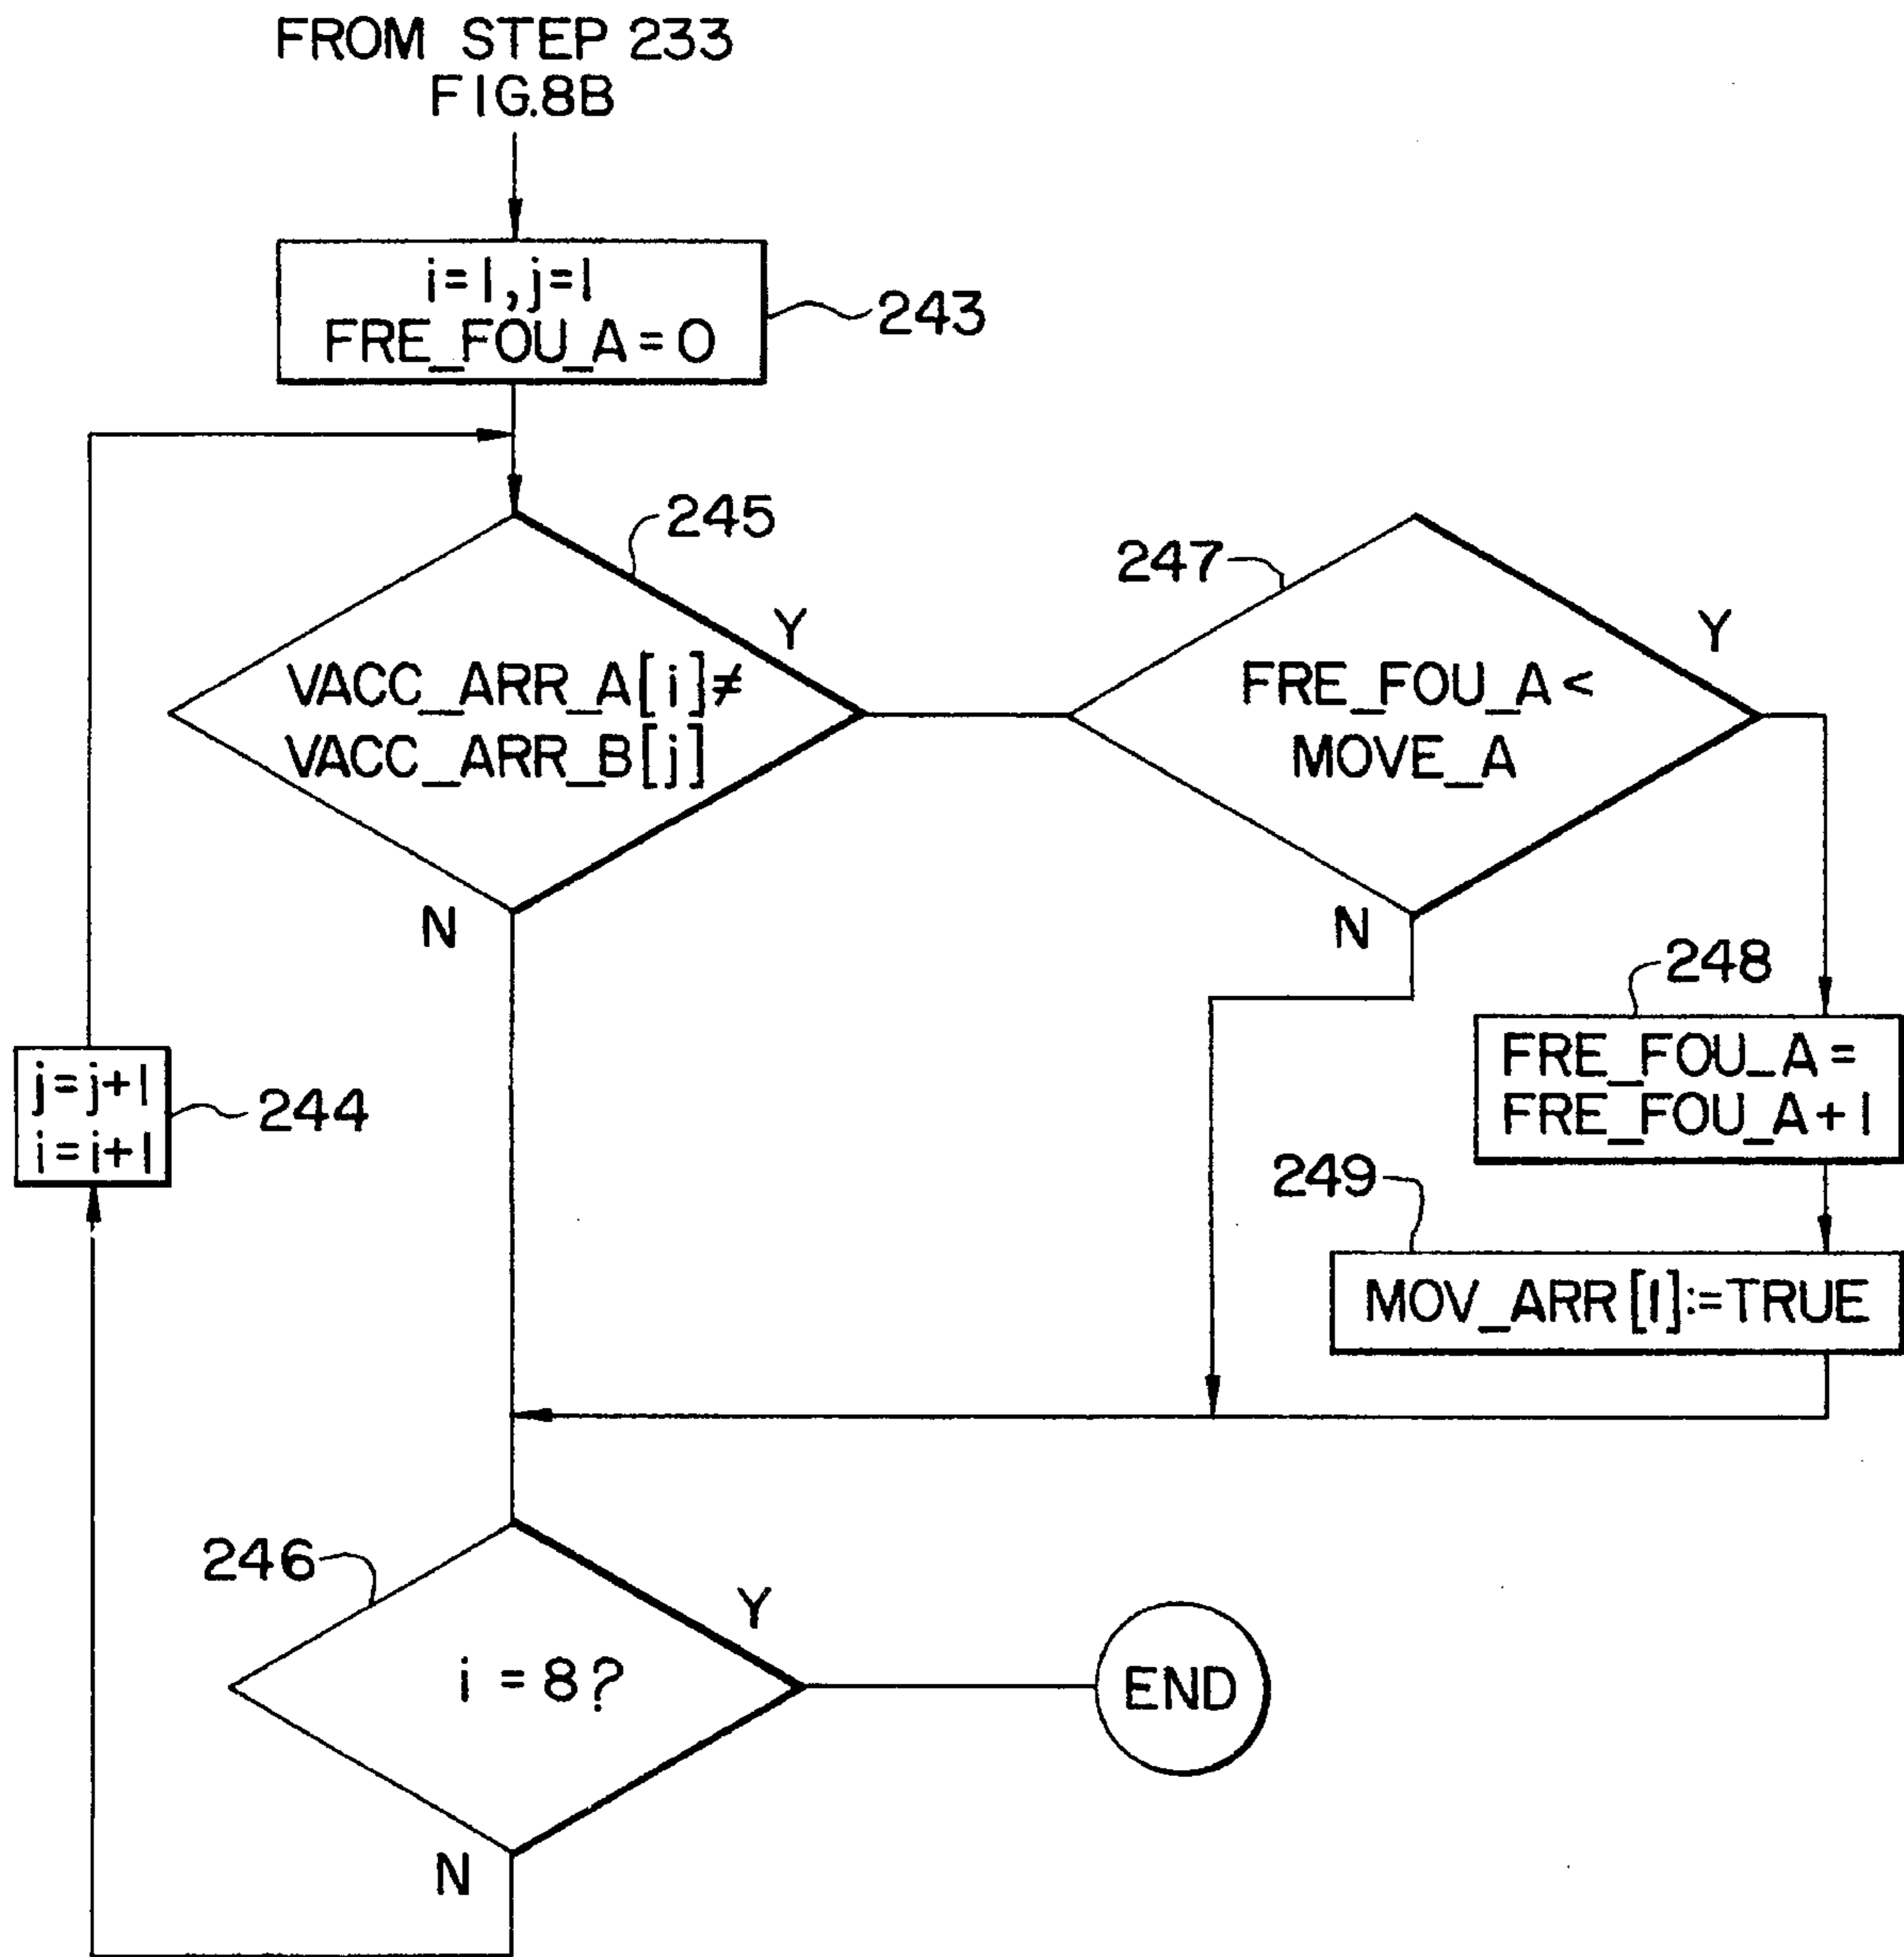 FROM STEP 233
FIG.8B
i=1, j=1
FRE_FOU_A=0
243
245
247
Y
Y
VACC_ARR_A[i]≠
VACC_ARR_B[j]
FRE_FOU_A<
MOVE_A
N
N
248
FRE_FOU_A=
FRE_FOU_A+1
j=j+1
i=i+1
244
249
MOV_ARR[1]:=TRUE
246
Y
i=8?
END
N